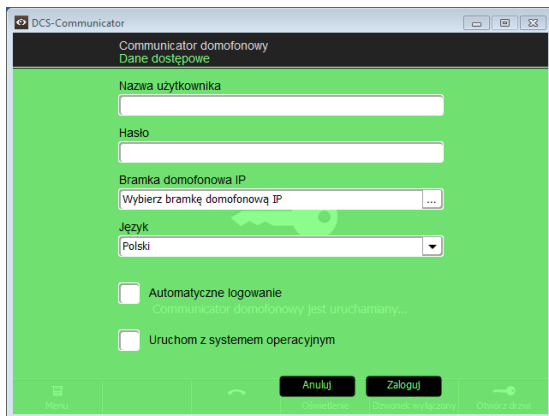 DCS-Communicator
Communicator domofonowy
Dane dostępowe
Nazwa użytkownika
Hasło
Bramka domofonowa IP
Wybierz bramkę domofonową IP
...
Język
Polski
Automatyczne logowanie
Communicator domofonowy jest uruchamiany...
Uruchom z systemem operacyjnym
Anuluj Zaloguj
Menu Oświetlenie Dzwonek wyłączony Otwórz drzwi